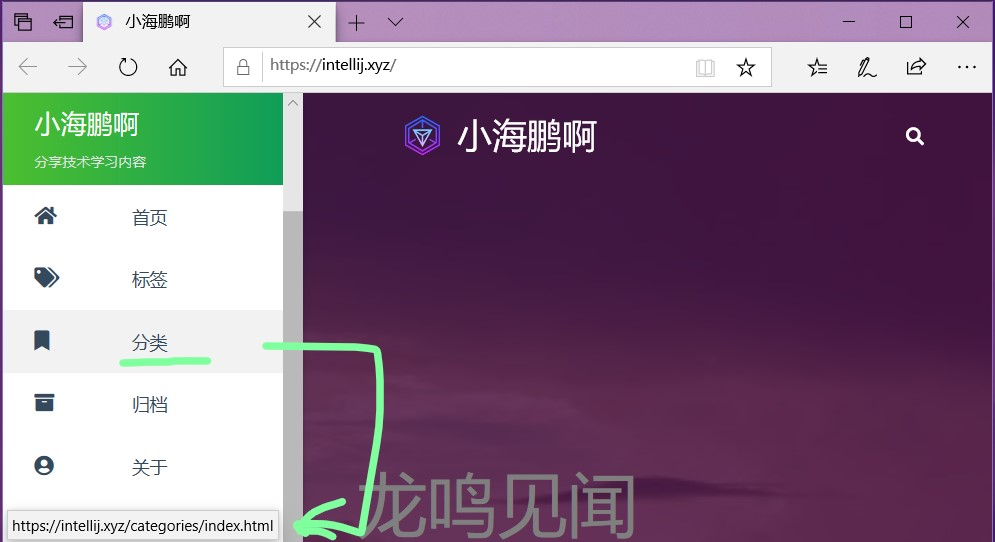 小海鹏啊
https://intellij.xyz/
小海鹏啊
分享技术学习内容
小海鹏啊
首页
标签
分类
归档
关于
龙鸣见闻
https://intellij.xyz/categories/index.html